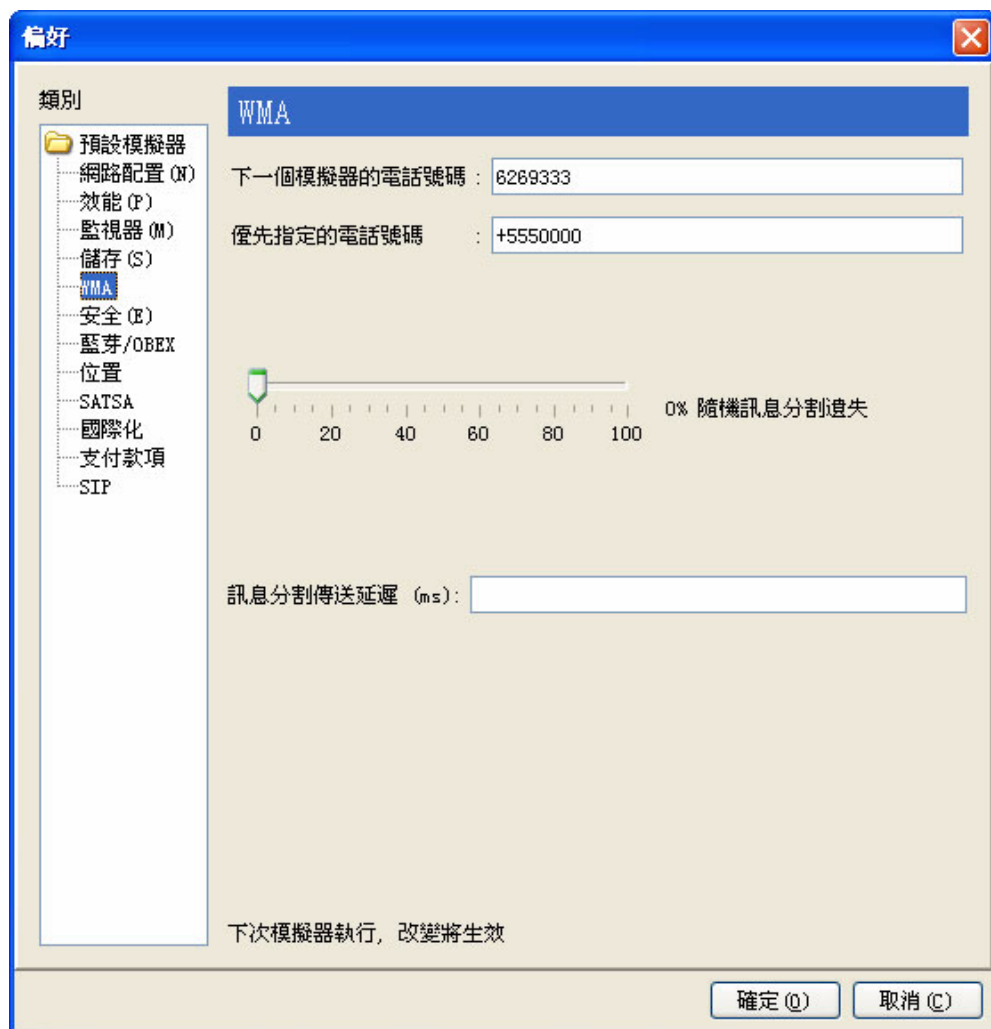 偏好
類別
預設模擬器
網路配置(N)
效能(P)
監視器(M)
儲存(S)
WMA
安全(E)
藍芽/OBEX
位置
SATSA
國際化
支付款項
SIP
WMA
下一個模擬器的電話號碼 : 6269333
優先指定的電話號碼 : +5550000
0 20 40 60 80 100
0% 隨機訊息分割遺失
訊息分割傳送延遲 (ms):
下次模擬器執行, 改變將生效
確定(O) 取消(C)